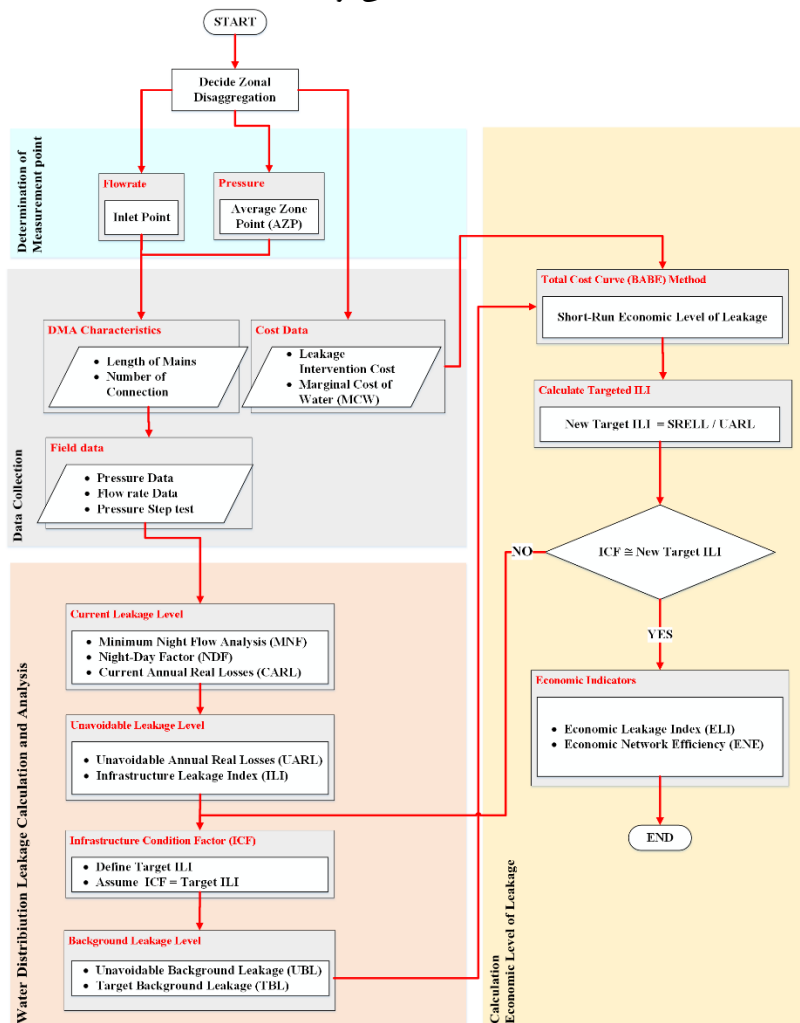 START
Decide Zonal
Disaggregation
Determination of
Measurement point
Flowrate
Inlet Point
Pressure
Average Zone
Point (AZP)
Data Collection
DMA Characteristics
• Length of Mains
• Number of
Connection
Cost Data
• Leakage
Intervention Cost
• Marginal Cost of
Water (MCW)
Field data
• Pressure Data
• Flow rate Data
• Pressure Step test
Water Distribiution Leakage Calculation and Analysis
Current Leakage Level
• Minimum Night Flow Analysis (MNF)
• Night-Day Factor (NDF)
• Current Annual Real Losses (CARL)
Unavoidable Leakage Level
• Unavoidable Annual Real Losses (UARL)
• Infrastructure Leakage Index (ILI)
Infrastructure Condition Factor (ICF)
• Define Target ILI
• Assume ICF = Target ILI
Background Leakage Level
• Unavoidable Background Leakage (UBL)
• Target Background Leakage (TBL)
Calculation
Economic Level of Leakage
Total Cost Curve (BABE) Method
Short-Run Economic Level of Leakage
Calculate Targeted ILI
New Target ILI = SRELL / UARL
ICF ≅ New Target ILI
NO
YES
Economic Indicators
• Economic Leakage Index (ELI)
• Economic Network Efficiency (ENE)
END